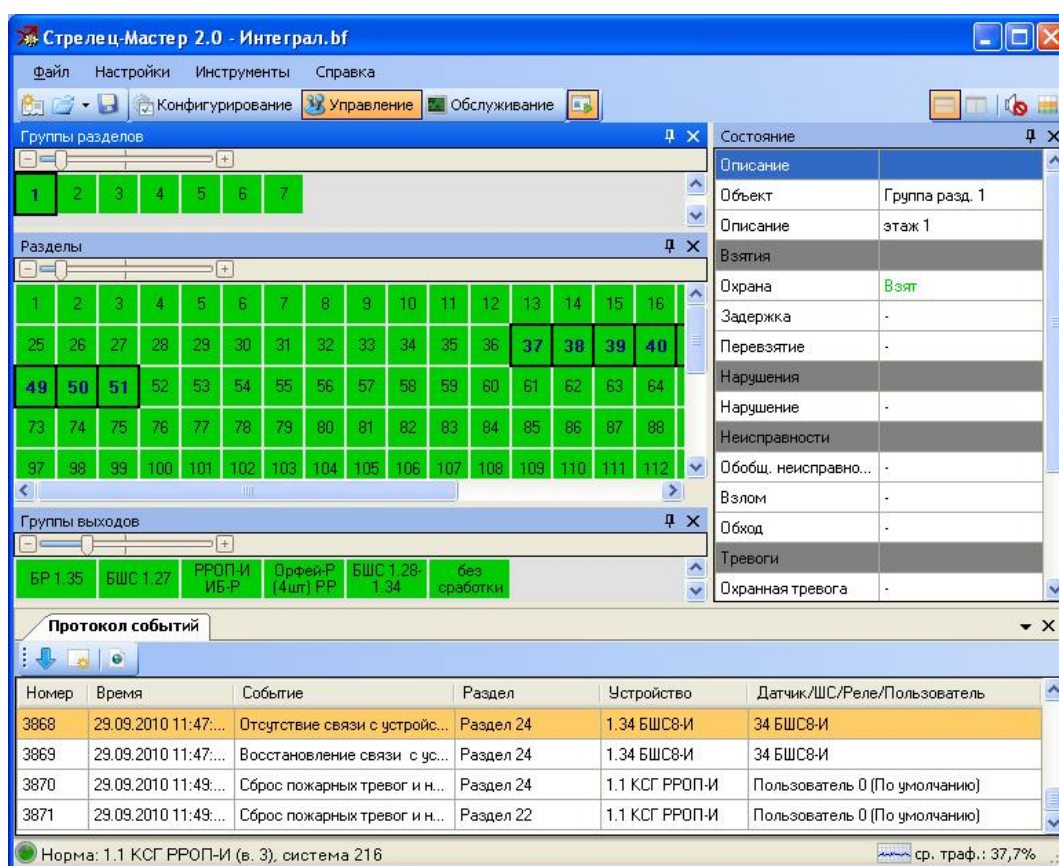 Стрелец-Мастер 2.0 - Интеграл.bf
Файл Настройки Инструменты Справка
Конфигурирование Управление Обслуживание
Группы разделов
1 2 3 4 5 6 7
Разделы
1 2 3 4 5 6 7 8 9 10 11 12 13 14 15 16
25 26 27 28 29 30 31 32 33 34 35 36 37 38 39 40
49 50 51 52 53 54 55 56 57 58 59 60 61 62 63 64
73 74 75 76 77 78 79 80 81 82 83 84 85 86 87 88
97 98 99 100 101 102 103 104 105 106 107 108 109 110 111 112
Группы выходов
БР 1.35 БШС 1.27 РРОП-И ИБ-Р Орфей-Р (4шт) РР БШС 1.28-1.34 без сработки
Состояние
Описание
Объект Группа разд. 1
Описание этаж 1
Взятия
Охрана Взят
Задержка -
Перевзятие -
Нарушения
Нарушение -
Неисправности
Обобщ. неисправно... -
Взлом -
Обход -
Тревоги
Охранная тревога -
Протокол событий
Номер Время Событие Раздел Устройство Датчик/ШС/Реле/Пользователь
3868 29.09.2010 11:47:... Отсутствие связи с устройс... Раздел 24 1.34 БШС8-И 34 БШС8-И
3869 29.09.2010 11:47:... Восстановление связи с ус... Раздел 24 1.34 БШС8-И 34 БШС8-И
3870 29.09.2010 11:49:... Сброс пожарных тревог и н... Раздел 24 1.1 КСГ РРОП-И Пользователь 0 (По умолчанию)
3871 29.09.2010 11:49:... Сброс пожарных тревог и н... Раздел 22 1.1 КСГ РРОП-И Пользователь 0 (По умолчанию)
Норма: 1.1 КСГ РРОП-И (в. 3), система 216 ср. траф.: 37,7%